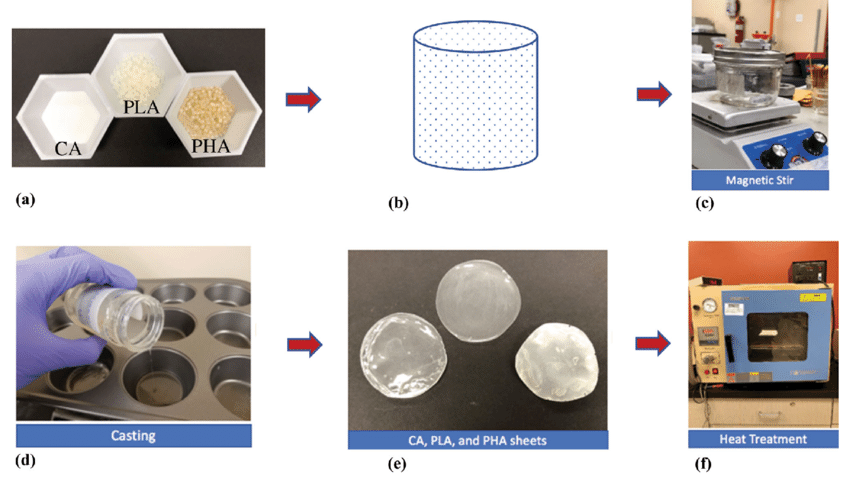 CA
PLA
PHA
(a)
(b)
Magnetic Stir
(c)
Casting
(d)
CA, PLA, and PHA sheets
(e)
Heat Treatment
(f)